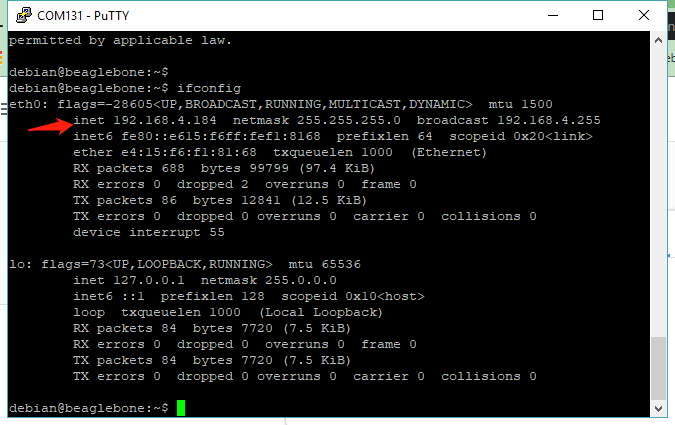 COM131 - PuTTY
permitted by applicable law.
debian@beaglebone:~$
debian@beaglebone:~$ ifconfig
eth0: flags=-28605<UP,BROADCAST,RUNNING,MULTICAST,DYNAMIC>  mtu 1500
        inet 192.168.4.184  netmask 255.255.255.0  broadcast 192.168.4.255
        inet6 fe80::e615:f6ff:fef1:8168  prefixlen 64  scopeid 0x20<link>
        ether e4:15:f6:f1:81:68  txqueuelen 1000  (Ethernet)
        RX packets 688  bytes 99799 (97.4 KiB)
        RX errors 0  dropped 2  overruns 0  frame 0
        TX packets 86  bytes 12841 (12.5 KiB)
        TX errors 0  dropped 0 overruns 0  carrier 0  collisions 0
        device interrupt 55
lo: flags=73<UP,LOOPBACK,RUNNING>  mtu 65536
        inet 127.0.0.1  netmask 255.0.0.0
        inet6 ::1  prefixlen 128  scopeid 0x10<host>
        loop  txqueuelen 1000  (Local Loopback)
        RX packets 84  bytes 7720 (7.5 KiB)
        RX errors 0  dropped 0  overruns 0  frame 0
        TX packets 84  bytes 7720 (7.5 KiB)
        TX errors 0  dropped 0 overruns 0  carrier 0  collisions 0
debian@beaglebone:~$